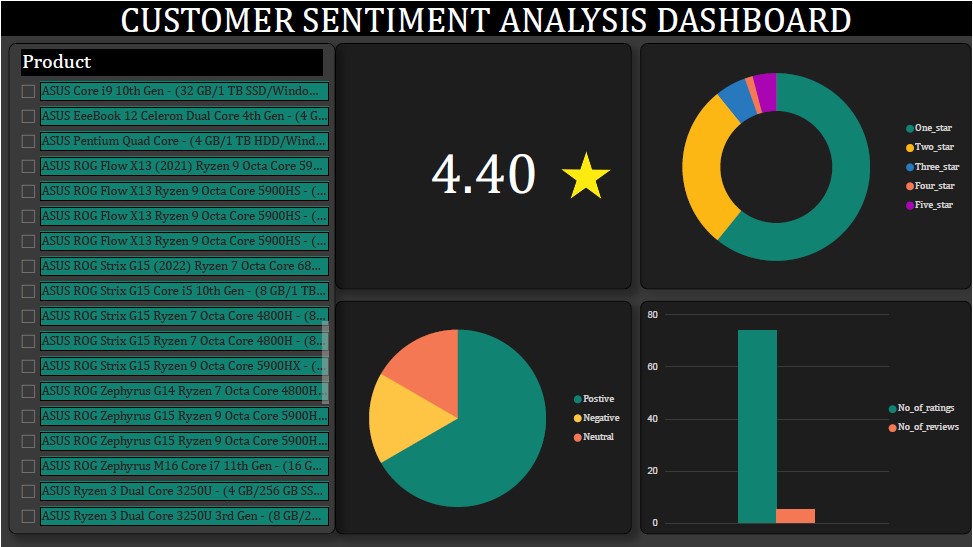 CUSTOMER SENTIMENT ANALYSIS DASHBOARD
Product
ASUS Core i9 10th Gen - (32 GB/1 TB SSD/Windo...
ASUS EeeBook 12 Celeron Dual Core 4th Gen - (4 G...
ASUS Pentium Quad Core - (4 GB/1 TB HDD/Wind...
ASUS ROG Flow X13 (2021) Ryzen 9 Octa Core 59...
ASUS ROG Flow X13 Ryzen 9 Octa Core 5900HS - (...
ASUS ROG Flow X13 Ryzen 9 Octa Core 5900HS - (...
ASUS ROG Flow X13 Ryzen 9 Octa Core 5900HS - (...
ASUS ROG Strix G15 (2022) Ryzen 7 Octa Core 68...
ASUS ROG Strix G15 Core i5 10th Gen - (8 GB/1 TB...
ASUS ROG Strix G15 Ryzen 7 Octa Core 4800H - (8...
ASUS ROG Strix G15 Ryzen 7 Octa Core 4800H - (8...
ASUS ROG Strix G15 Ryzen 9 Octa Core 5900HX - (...
ASUS ROG Zephyrus G14 Ryzen 7 Octa Core 4800H...
ASUS ROG Zephyrus G15 Ryzen 9 Octa Core 5900H...
ASUS ROG Zephyrus G15 Ryzen 9 Octa Core 5900H...
ASUS ROG Zephyrus M16 Core i7 11th Gen - (16 G...
ASUS Ryzen 3 Dual Core 3250U - (4 GB/256 GB SS...
ASUS Ryzen 3 Dual Core 3250U 3rd Gen - (8 GB/2...
4.40
One_star
Two_star
Three_star
Four_star
Five_star
Postive
Negative
Neutral
80
60
40
20
0
No_of_ratings
No_of_reviews